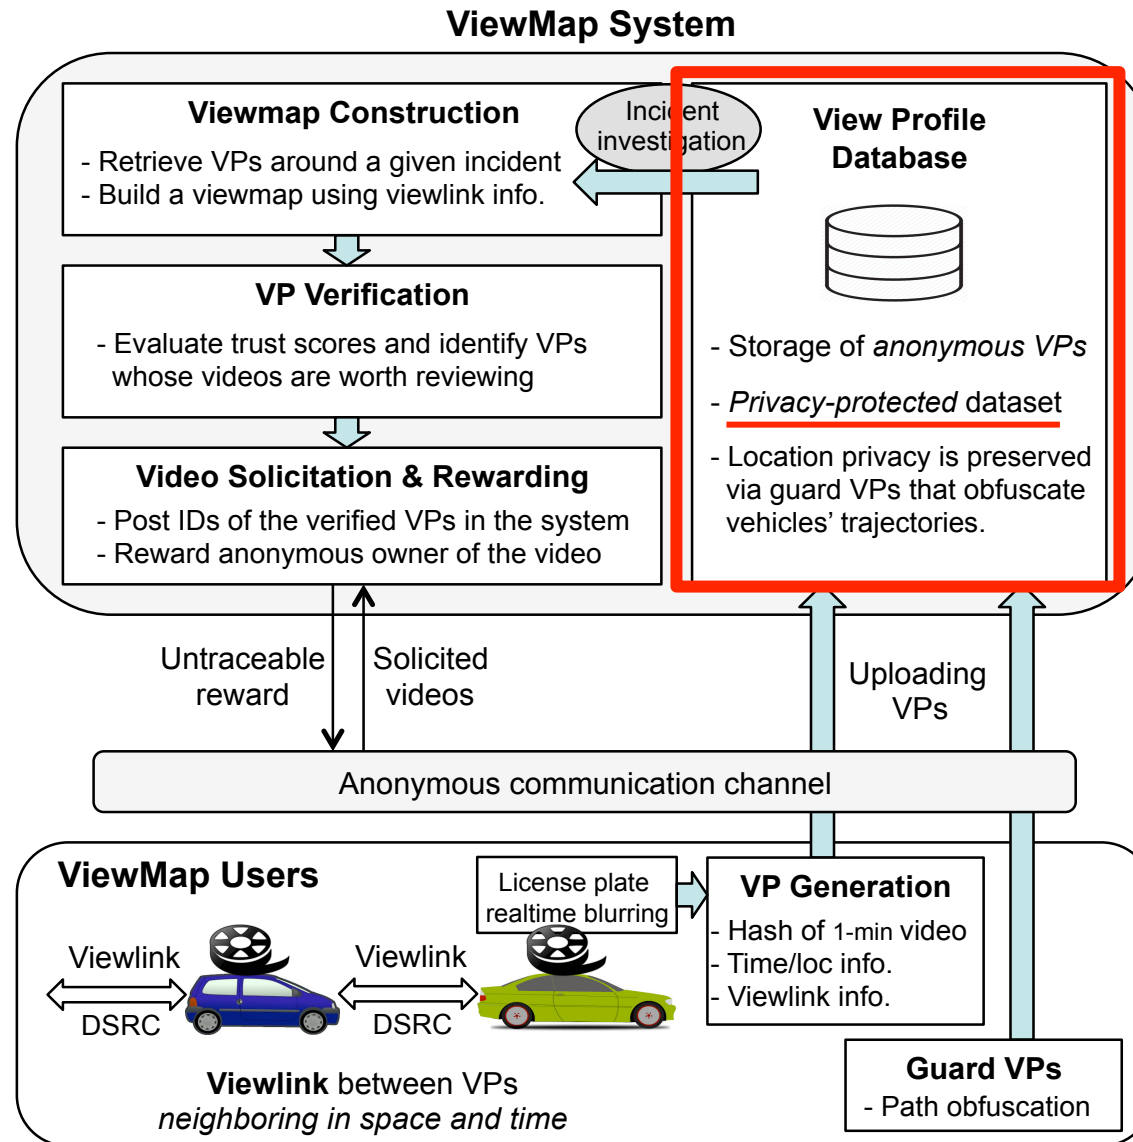 ViewMap System
Viewmap Construction
- Retrieve VPs around a given incident
- Build a viewmap using viewlink info.
Incident
investigation
View Profile
Database
- Storage of anonymous VPs
- Privacy-protected dataset
- Location privacy is preserved
via guard VPs that obfuscate
vehicles’ trajectories.
VP Verification
- Evaluate trust scores and identify VPs
whose videos are worth reviewing
Video Solicitation & Rewarding
- Post IDs of the verified VPs in the system
- Reward anonymous owner of the video
Untraceable
reward
Solicited
videos
Uploading
VPs
Anonymous communication channel
ViewMap Users
License plate
realtime blurring
VP Generation
- Hash of 1-min video
- Time/loc info.
- Viewlink info.
Viewlink
DSRC
Viewlink
DSRC
Viewlink between VPs
neighboring in space and time
Guard VPs
- Path obfuscation